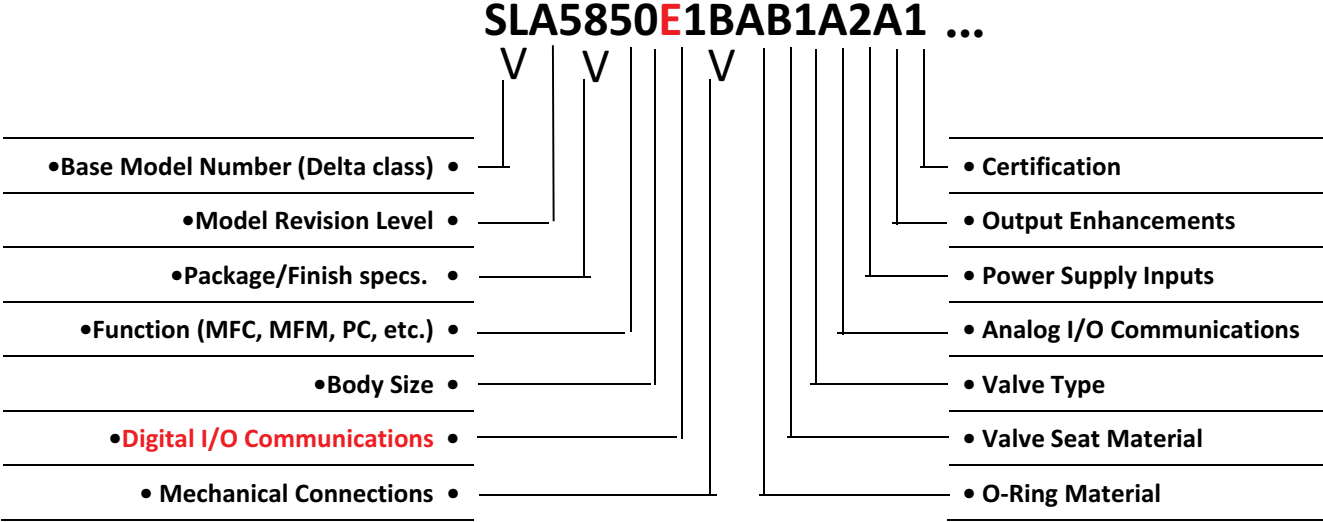 SLA5850E1BAB1A2A1 ...
V V V
•Base Model Number (Delta class) •
•Model Revision Level •
•Package/Finish specs. •
•Function (MFC, MFM, PC, etc.) •
•Body Size •
•Digital I/O Communications •
• Mechanical Connections •
• Certification
• Output Enhancements
• Power Supply Inputs
• Analog I/O Communications
• Valve Type
• Valve Seat Material
• O-Ring Material